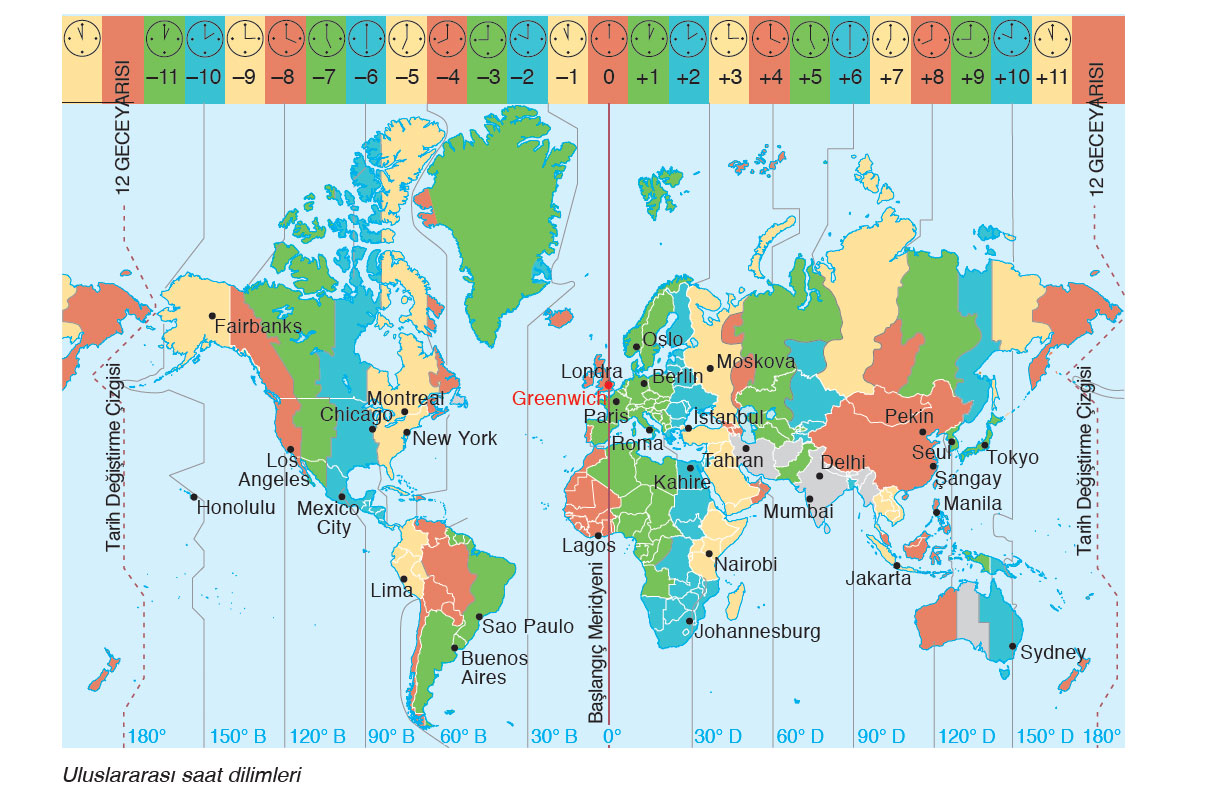 –11 –10 –9 –8 –7 –6 –5 –4 –3 –2 –1 0 +1 +2 +3 +4 +5 +6 +7 +8 +9 +10 +11
12 GECEYARISI
12 GECEYARISI
Fairbanks
Oslo
Moskova
Londra
Berlin
Greenwich
Montreal
Chicago
Paris
İstanbul
Pekin
New York
Roma
Los
Angeles
Tahran
Delhi
Seul
Tokyo
Kahire
Şangay
Honolulu
Mexico
City
Mumbai
Manila
Lagos
Nairobi
Jakarta
Lima
Sao Paulo
Johannesburg
Buenos
Aires
Sydney
Tarih Değiştirme Çizgisi
Başlangıç Meridyeni
Tarih Değiştirme Çizgisi
180° 150° B 120° B 90° B 60° B 30° B 0° 30° D 60° D 90° D 120° D 150° D 180°
Uluslararası saat dilimleri